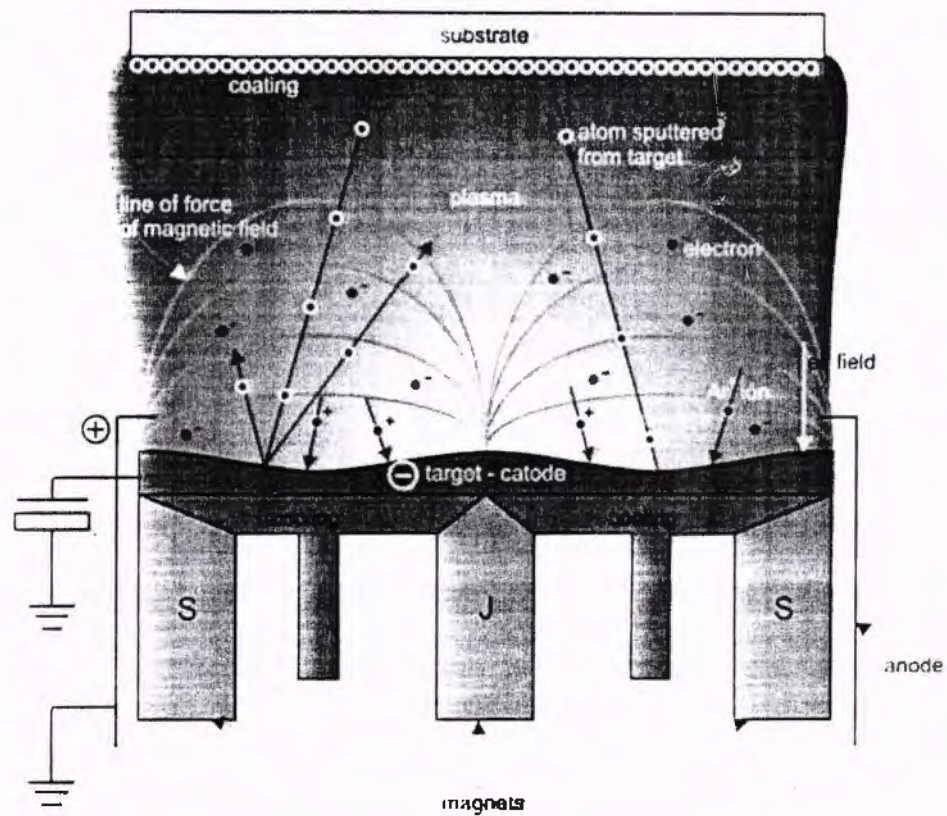 substrate
coating
atom sputtered
from target
line of force
of magnetic field
plasma
electron
field
ion
+
⊕
⊖ target - catode
S
J
S
anode
magnets